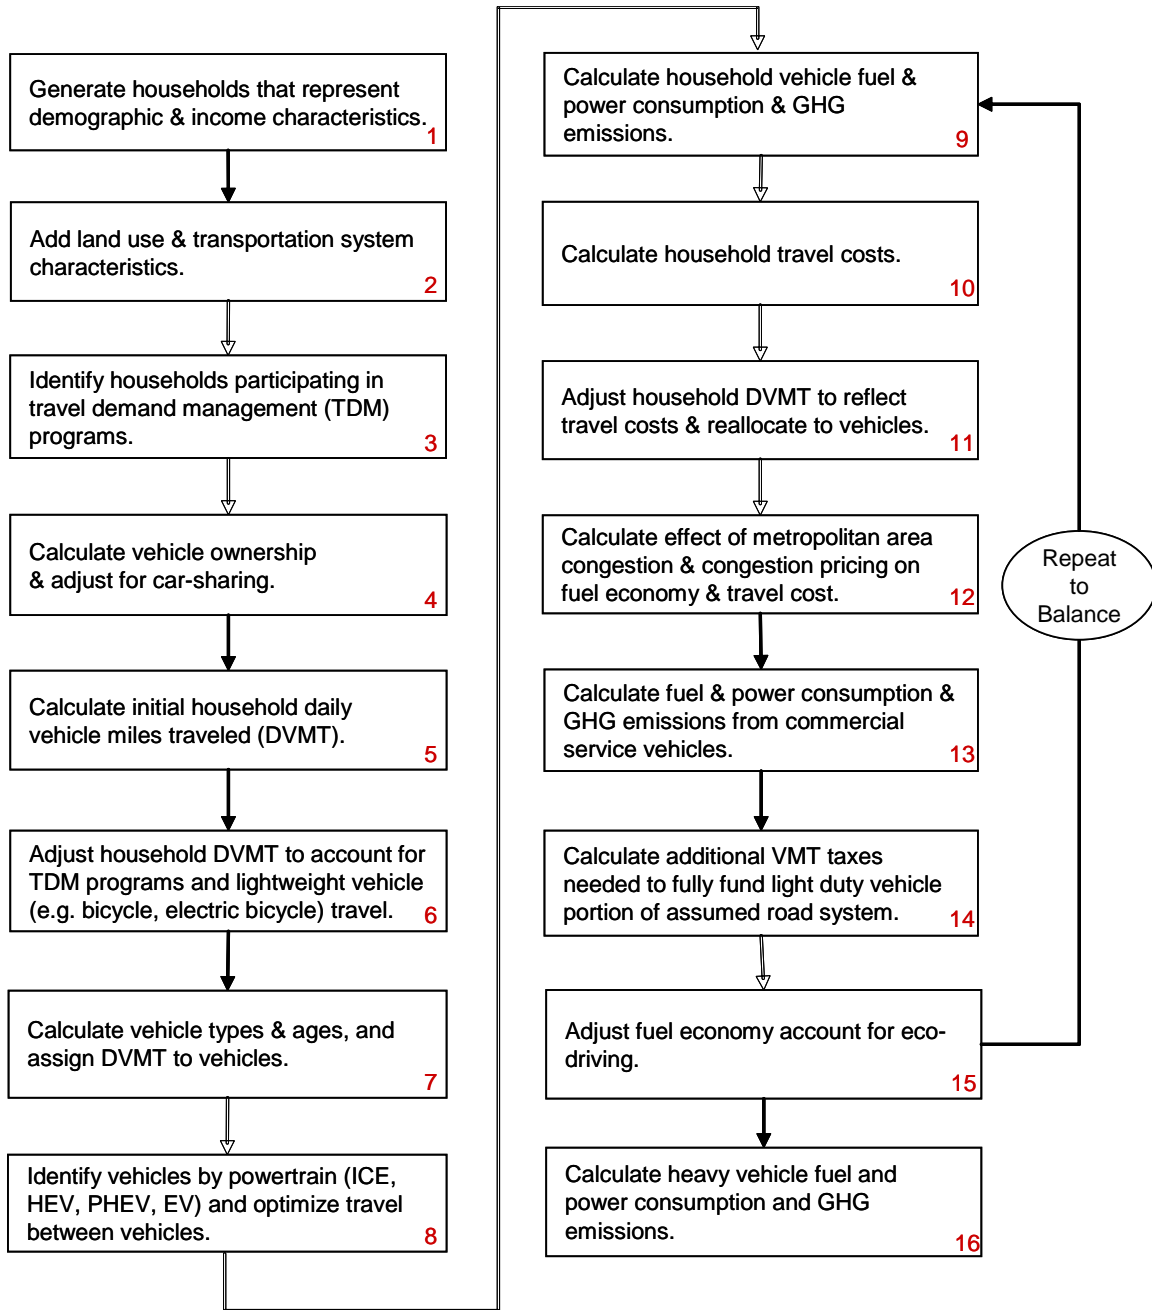 Generate households that represent
demographic & income characteristics.
1
Add land use & transportation system
characteristics.
2
Identify households participating in
travel demand management (TDM)
programs.
3
Calculate vehicle ownership
& adjust for car-sharing.
4
Calculate initial household daily
vehicle miles traveled (DVMT).
5
Adjust household DVMT to account for
TDM programs and lightweight vehicle
(e.g. bicycle, electric bicycle) travel.
6
Calculate vehicle types & ages, and
assign DVMT to vehicles.
7
Identify vehicles by powertrain (ICE,
HEV, PHEV, EV) and optimize travel
between vehicles.
8
Calculate household vehicle fuel &
power consumption & GHG
emissions.
9
Calculate household travel costs.
10
Adjust household DVMT to reflect
travel costs & reallocate to vehicles.
11
Calculate effect of metropolitan area
congestion & congestion pricing on
fuel economy & travel cost.
12
Calculate fuel & power consumption &
GHG emissions from commercial
service vehicles.
13
Calculate additional VMT taxes
needed to fully fund light duty vehicle
portion of assumed road system.
14
Adjust fuel economy account for eco-
driving.
15
Calculate heavy vehicle fuel and
power consumption and GHG
emissions.
16
Repeat
to
Balance